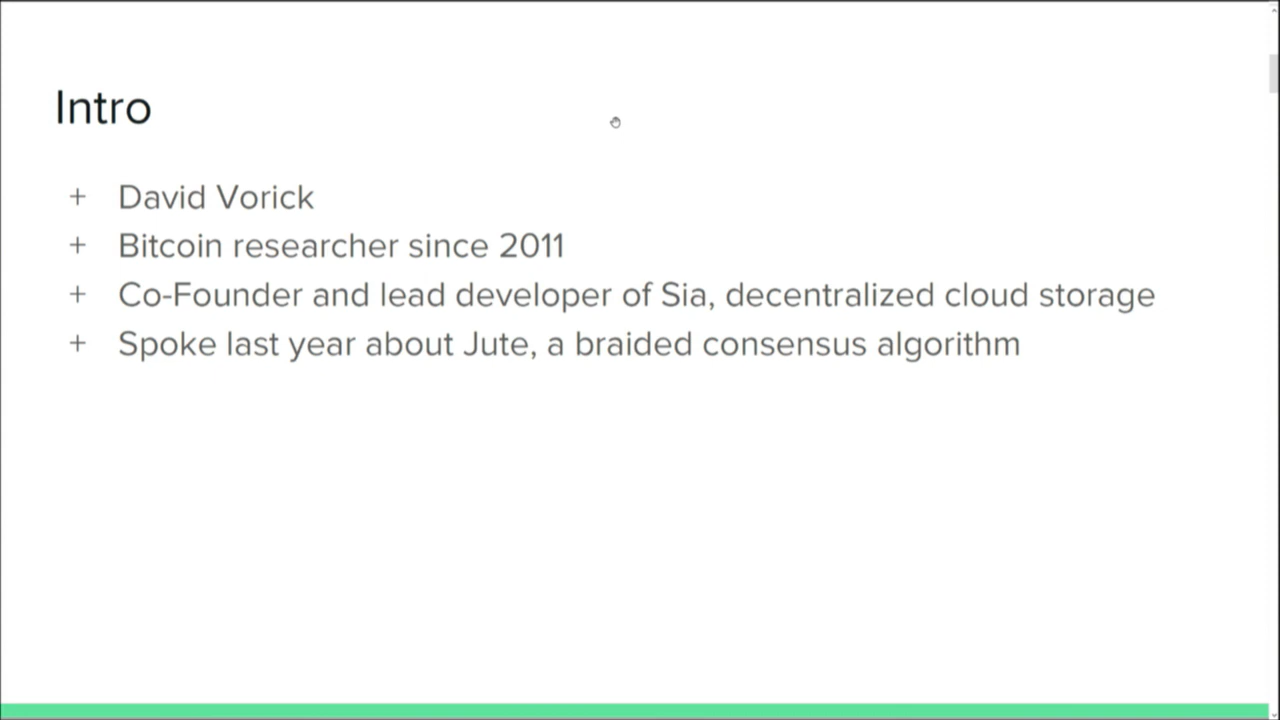 Intro
+ David Vorick
+ Bitcoin researcher since 2011
+ Co-Founder and lead developer of Sia, decentralized cloud storage
+ Spoke last year about Jute, a braided consensus algorithm